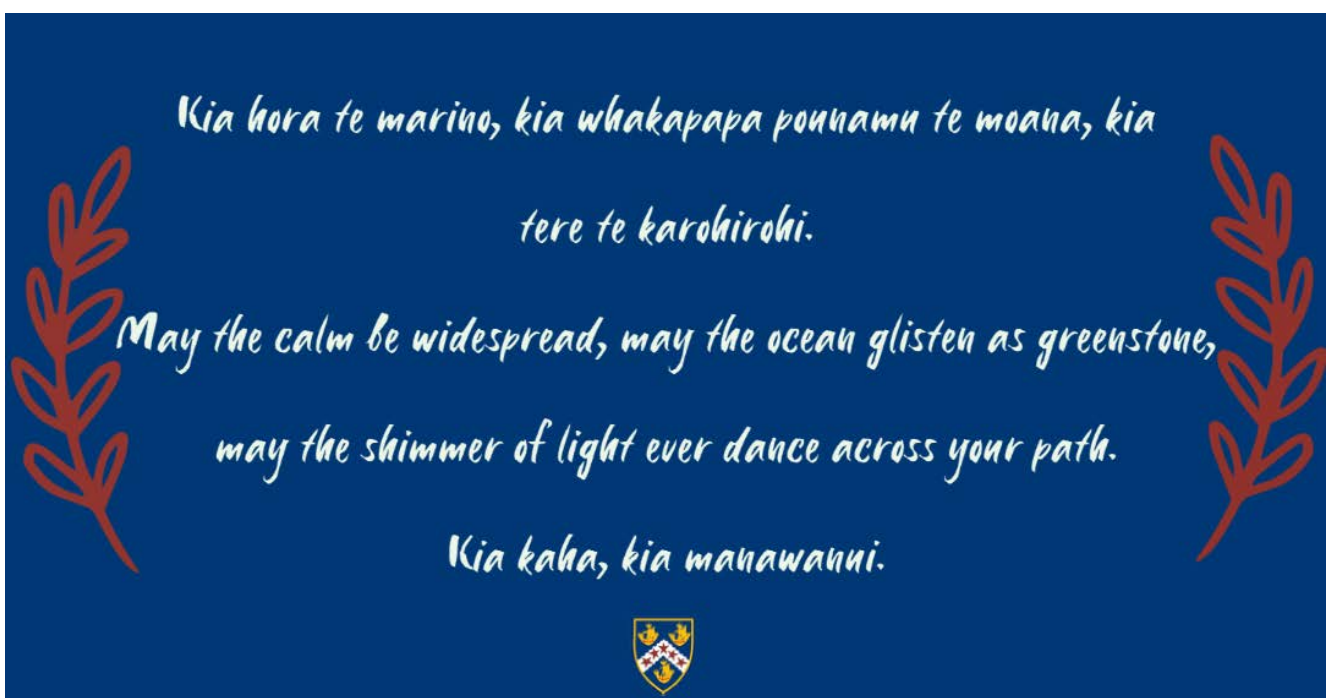 Kia hora te marino, kia whakapapa pounamu te moana, kia
tere te karohirohi.
May the calm be widespread, may the ocean glisten as greenstone,
may the shimmer of light ever dance across your path.
Kia kaha, kia manawanui.